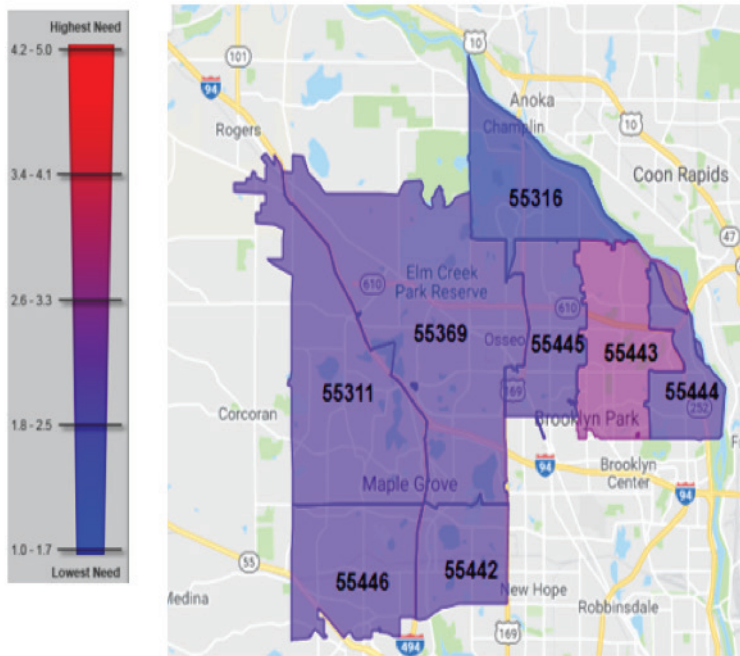 Highest Need
4.2 - 5.0
3.4 - 4.1
2.6 - 3.3
1.8 - 2.5
1.0 - 1.7
Lowest Need
10
101
94
Anoka
Champlin
Rogers
10
Coon Rapids
55316
47
Elm Creek
Park Reserve
610
610
55369
Osseo
55445
55443
55311
169
55444
252
Corcoran
Brooklyn Park
94
Brooklyn
Center
94
Maple Grove
55
55446
55442
New Hope
Medina
Robbinsdale
494
169